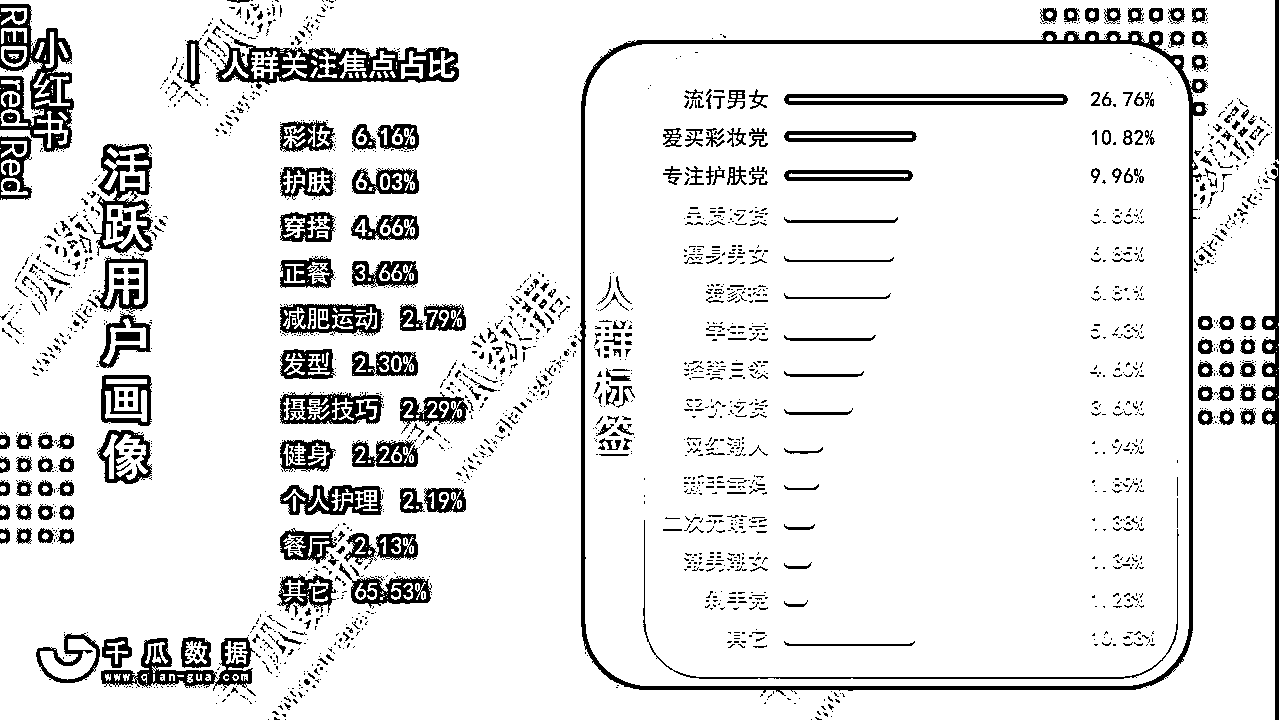 小红书
RED red Red
活跃用户画像
人群关注焦点占比
彩妆 6.16%
护肤 6.03%
穿搭 4.66%
正餐 3.66%
减肥运动 2.79%
发型 2.30%
摄影技巧 2.29%
健身 2.26%
个人护理 2.19%
餐厅 2.13%
其它 65.53%
人群标签
流行男女 26.76%
爱买彩妆党 10.82%
专注护肤党 9.96%
品质吃货 6.86%
瘦身男女 6.85%
爱家控 6.81%
学生党 5.43%
轻奢白领 4.60%
平价吃货 3.60%
网红潮人 1.94%
新手宝妈 1.89%
二次元萌宅 1.38%
潮男潮女 1.34%
剁手党 1.23%
其它 10.53%
千瓜数据
www.qian-gua.com